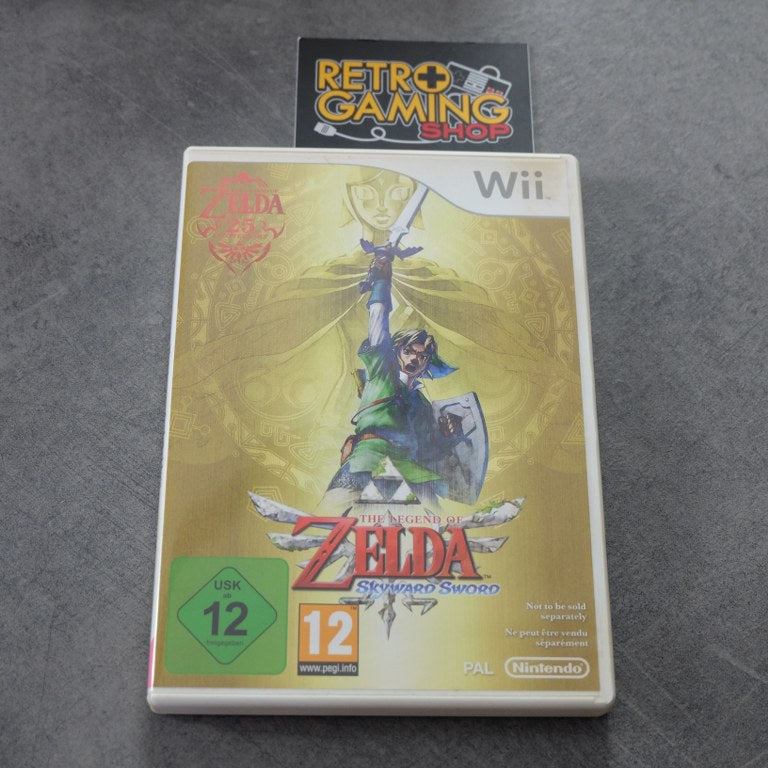 RETRO
GAMING
SHOP
Wii
ZELDA
25
THE LEGEND OF
ZELDA
™
SKYWARD SWORD
USK
ab
12
freigegeben
12
www.pegi.info
Not to be sold
separately
Ne peut être vendu
séparément
PAL
Nintendo